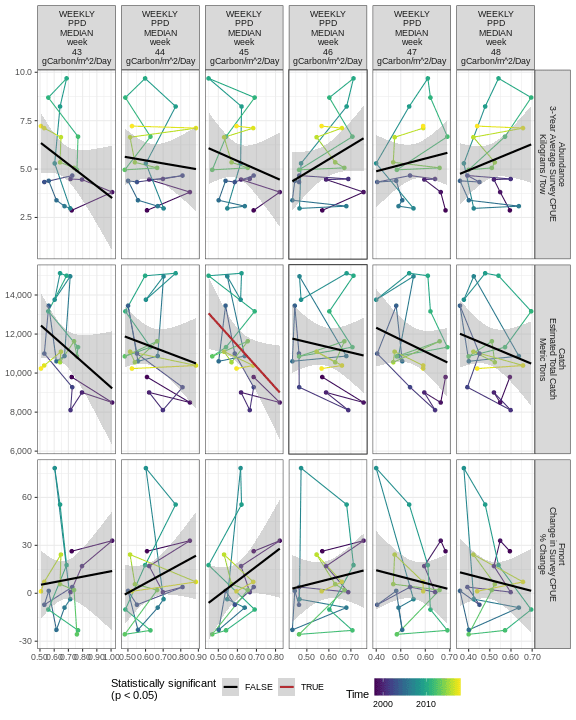 WEEKLY
PPD
MEDIAN
week
43
gCarbon/m^2/Day
WEEKLY
PPD
MEDIAN
week
44
gCarbon/m^2/Day
WEEKLY
PPD
MEDIAN
week
45
gCarbon/m^2/Day
WEEKLY
PPD
MEDIAN
week
46
gCarbon/m^2/Day
WEEKLY
PPD
MEDIAN
week
47
gCarbon/m^2/Day
WEEKLY
PPD
MEDIAN
week
48
gCarbon/m^2/Day
10.0
7.5
5.0
2.5
Abundance
3-Year Average Survey CPUE
Kilograms / Tow
14,000
12,000
10,000
8,000
6,000
Catch
Estimated Total Catch
Metric Tons
60
30
0
-30
Fmort
Change in Survey CPUE
% Change
0.50 0.60 0.70 0.80 0.90 1.00
0.50 0.60 0.70 0.80 0.90
0.50 0.60 0.70 0.80
0.50 0.60 0.70
0.40 0.50 0.60 0.70
0.40 0.50 0.60 0.70
Statistically significant
(p < 0.05)
FALSE
TRUE
Time
2000
2010